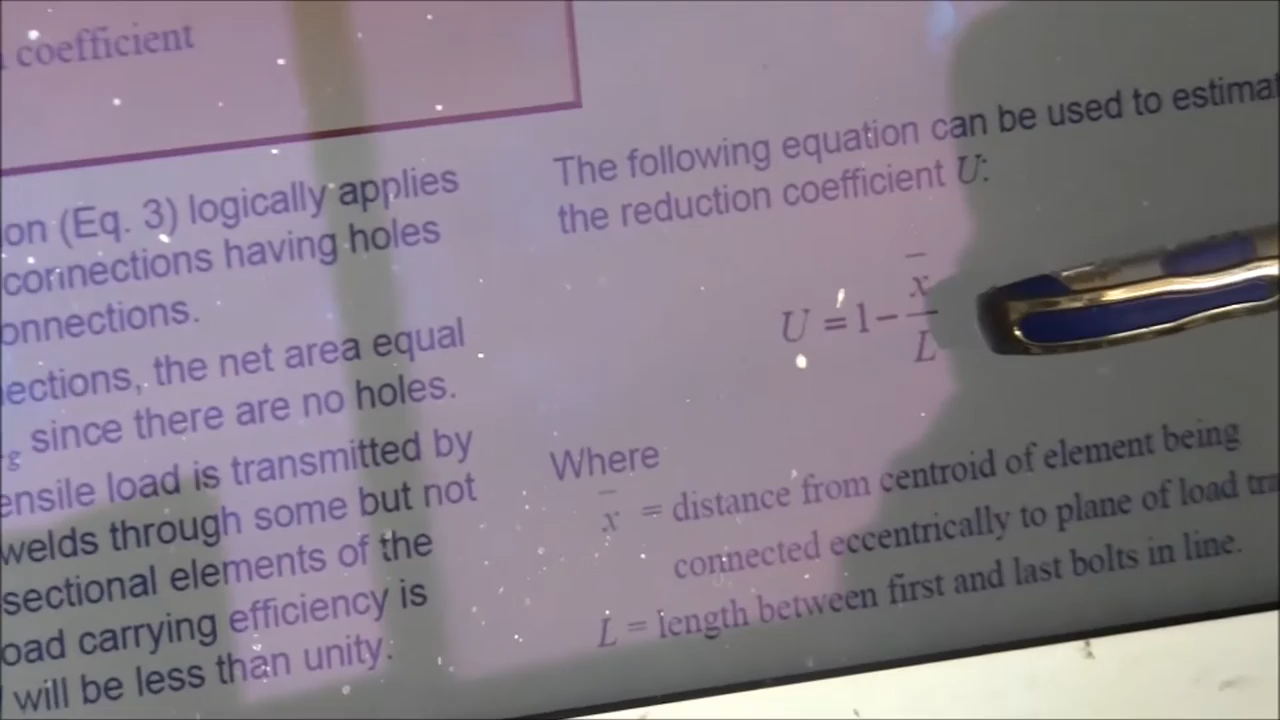 coefficient
on (Eq. 3) logically applies
connections having holes
onnections.
ections, the net area equal
g since there are no holes.
ensile load is transmitted by
welds through some but not
sectional elements of the
oad carrying efficiency is
will be less than unity.
The following equation can be used to estimat
the reduction coefficient U:
U = 1 - x̄ / L
Where
x̄ = distance from centroid of element being
connected eccentrically to plane of load tra
L = length between first and last bolts in line.